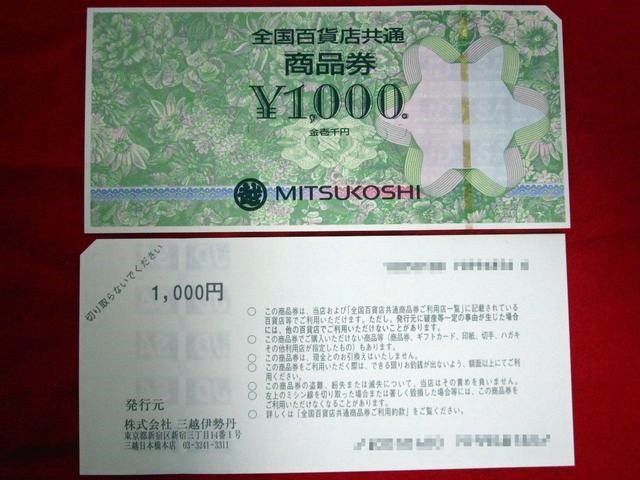 全国百貨店共通
商品券
¥1,000
金壱千円
越 MITSUKOSHI
切り取らないでください
1,000円
○ この商品券は、当店および「全国百貨店共通商品券ご利用店一覧」に記載されている
百貨店等でご利用いただけます。ただし、発行元に破産等一定の事由が生じた場合
には、他の百貨店でご利用いただけないことがあります。
○ この商品券でご購入いただけない商品等（商品券、ギフトカード、印紙、切手、ハガキ
その他利用店が指定したもの）もあります。
○ この商品券は、現金とのお引換えはいたしません。
○ この商品券をご利用いただく際は、できる限りお釣銭が出ないよう、額面以上にてご利
用ください。
○ この商品券の盗難、紛失または滅失について、当店はその責めを負いません。
○ 左上のミシン線を切り取った場合または著しく毀損した場合等には、この商品券を
ご利用いただけなくなることがあります。
○ 詳しくは「全国百貨店共通商品券ご利用約款」をご覧ください。
発行元
株式会社 三越伊勢丹
東京都新宿区新宿三丁目14番1号
三越日本橋本店 03-3241-3311